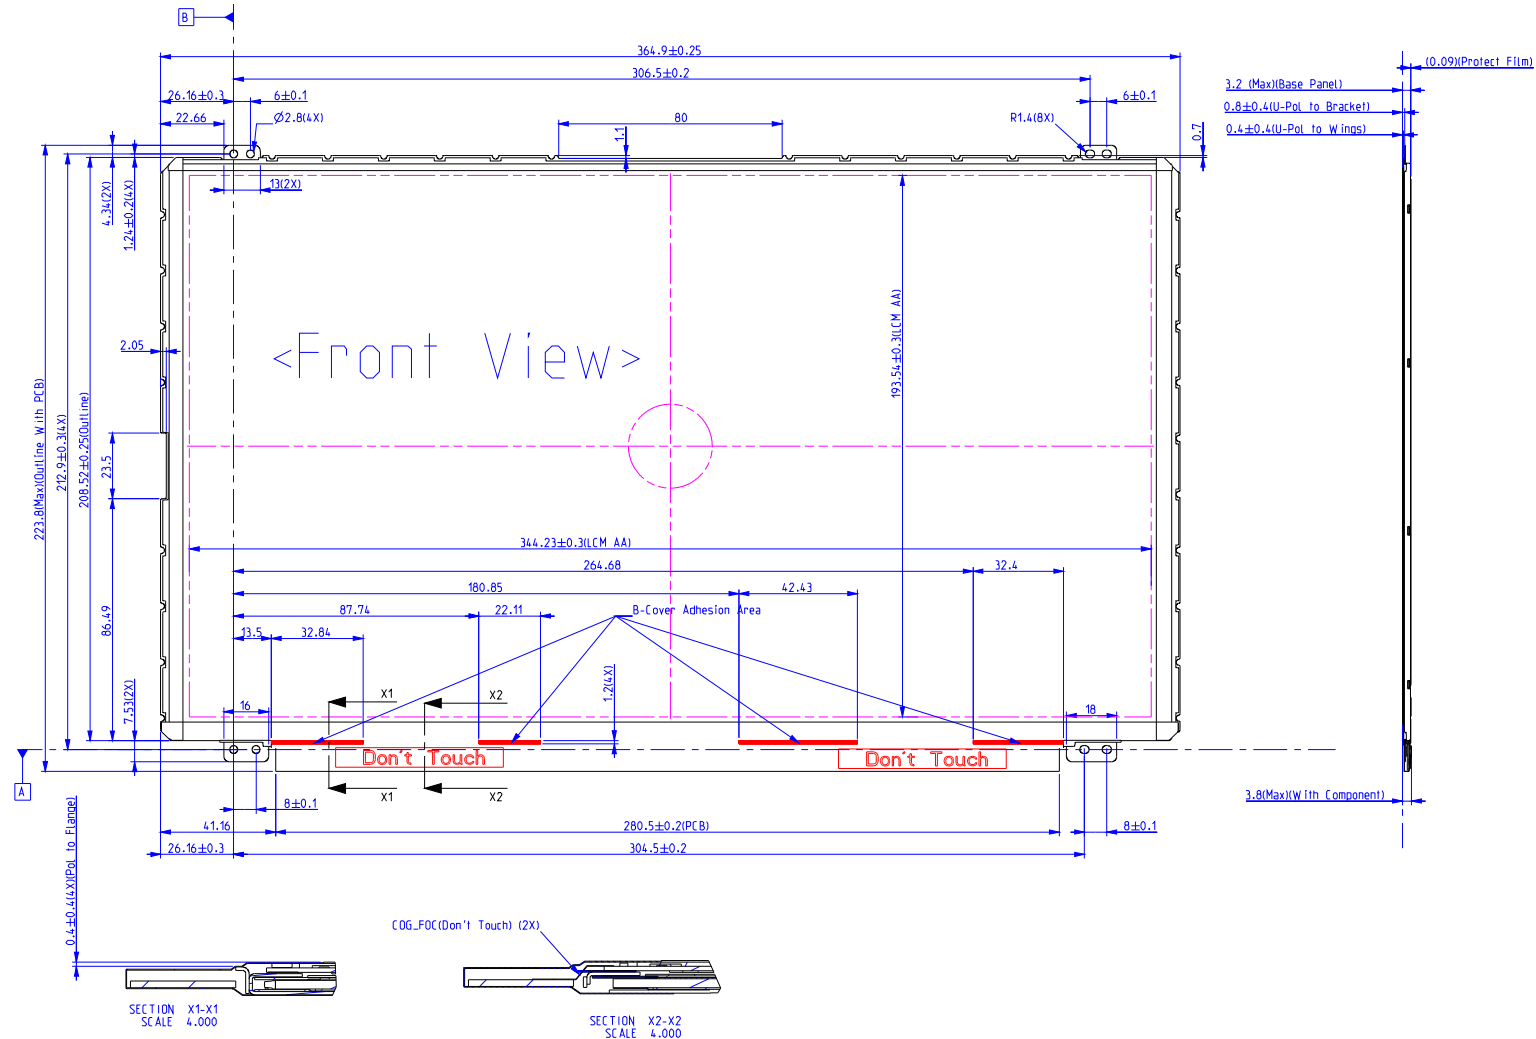 B
364.9±0.25
306.5±0.2
(0.09)(Protect Film)
3.2 (Max)(Base Panel)
26.16±0.3
6±0.1
6±0.1
0.8±0.4(U-Pol to Bracket)
22.66
Ø2.8(4X)
80
R1.4(8X)
0.4±0.4(U-Pol to Wings)
1.1
0.7
13(2X)
4.34(2X)
1.24±0.2(4X)
193.54±0.3(LCM AA)
2.05
<Front View>
223.8(Max)(Outline With PCB)
212.9±0.3(4X)
208.52±0.25(Outline)
23.5
344.23±0.3(LCM AA)
264.68
32.4
180.85
42.43
86.49
87.74
22.11
B-Cover Adhesion Area
13.5
32.84
1.2(4X)
7.53(2X)
X1
X2
16
18
Don't Touch
Don't Touch
A
X1
X2
3.8(Max)(With Component)
8±0.1
41.16
280.5±0.2(PCB)
8±0.1
26.16±0.3
304.5±0.2
0.4±0.4(4X)(Pol to Flange)
COG_FOC(Don't Touch) (2X)
SECTION X1-X1
SCALE 4.000
SECTION X2-X2
SCALE 4.000